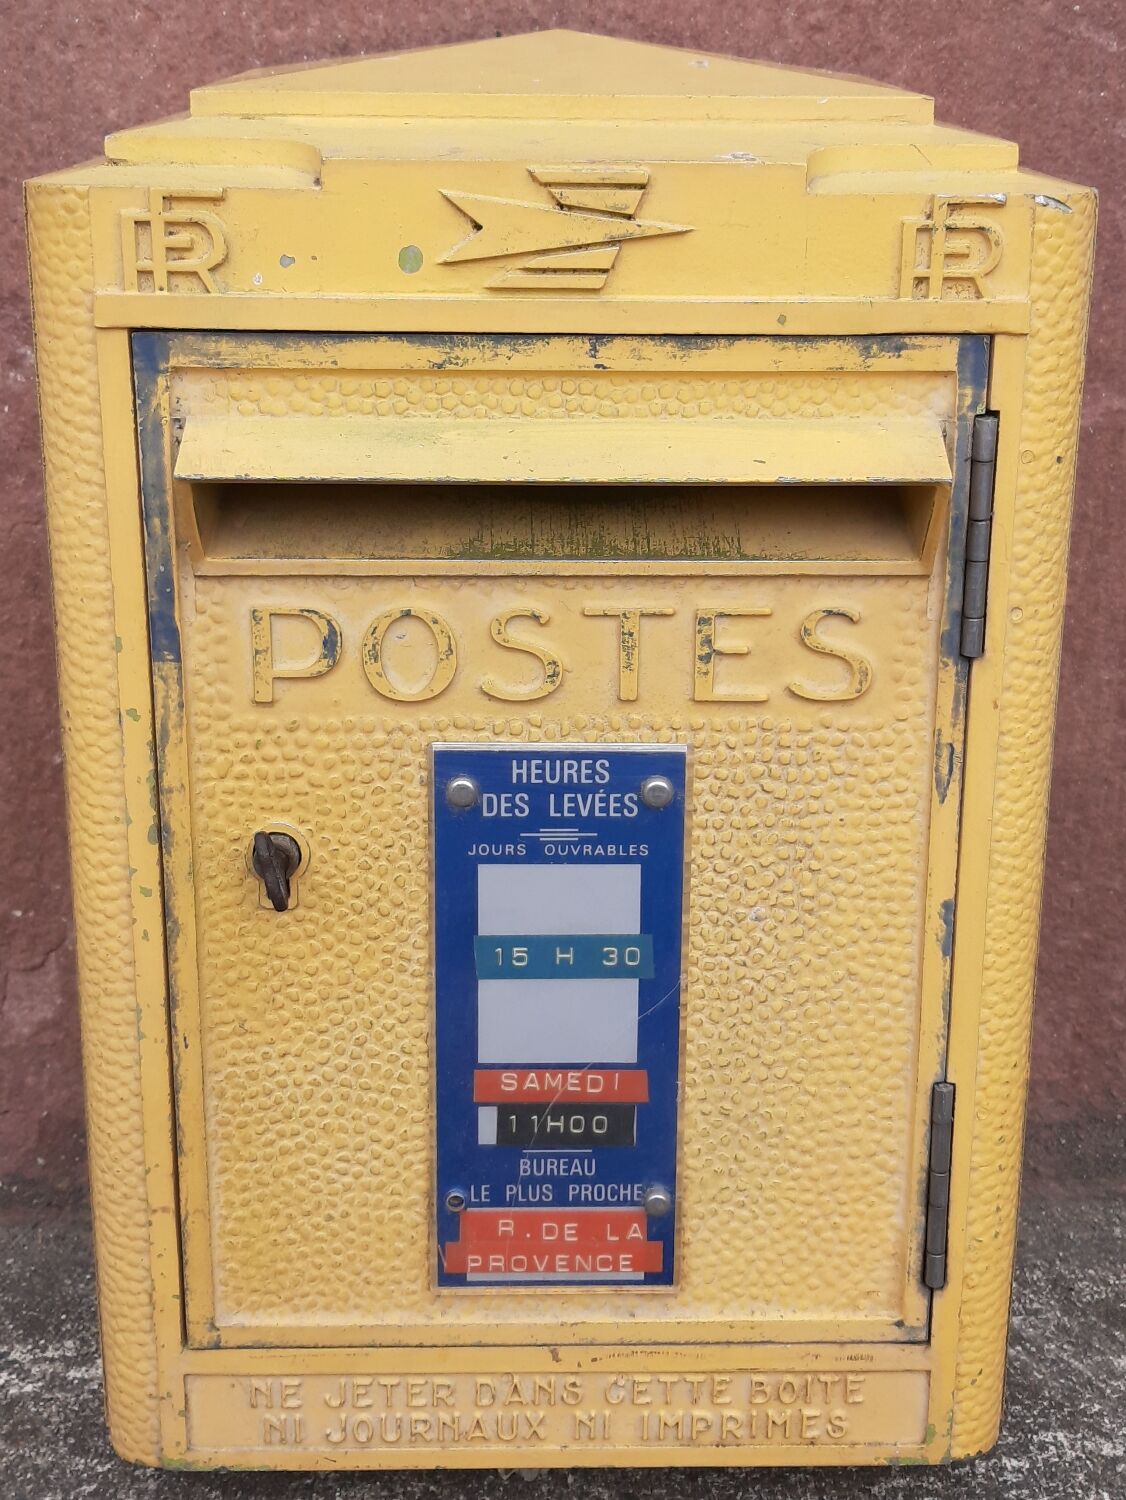 RF RF
POSTES
HEURES
DES LEVÉES
JOURS OUVRABLES
15 H 30
SAMEDI
11H00
BUREAU
LE PLUS PROCHE
R. DE LA
PROVENCE
NE JETER DANS CETTE BOITE
NI JOURNAUX NI IMPRIMES